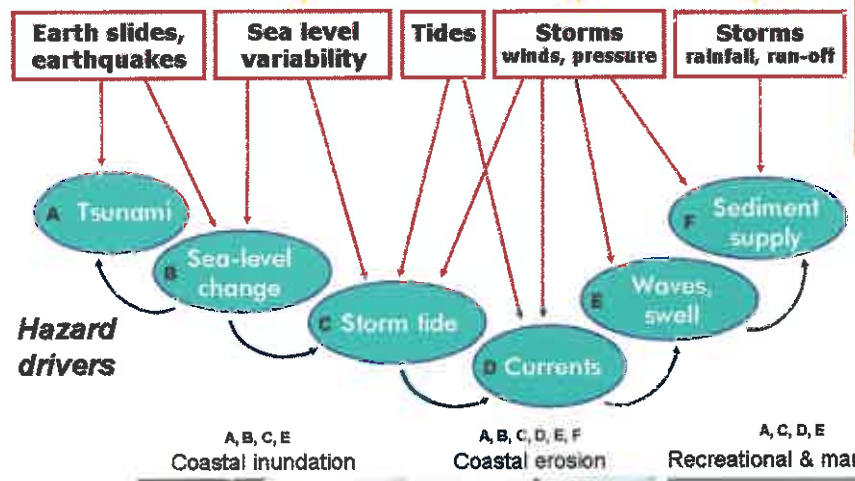 Earth slides,
earthquakes
Sea level
variability
Tides
Storms
winds, pressure
Storms
rainfall, run-off
A Tsunami
B Sea-level
change
C Storm tide
D Currents
E Waves,
swell
F Sediment
supply
Hazard
drivers
A, B, C, E
Coastal inundation
A, B, C, D, E, F
Coastal erosion
A, C, D, E
Recreational & mar